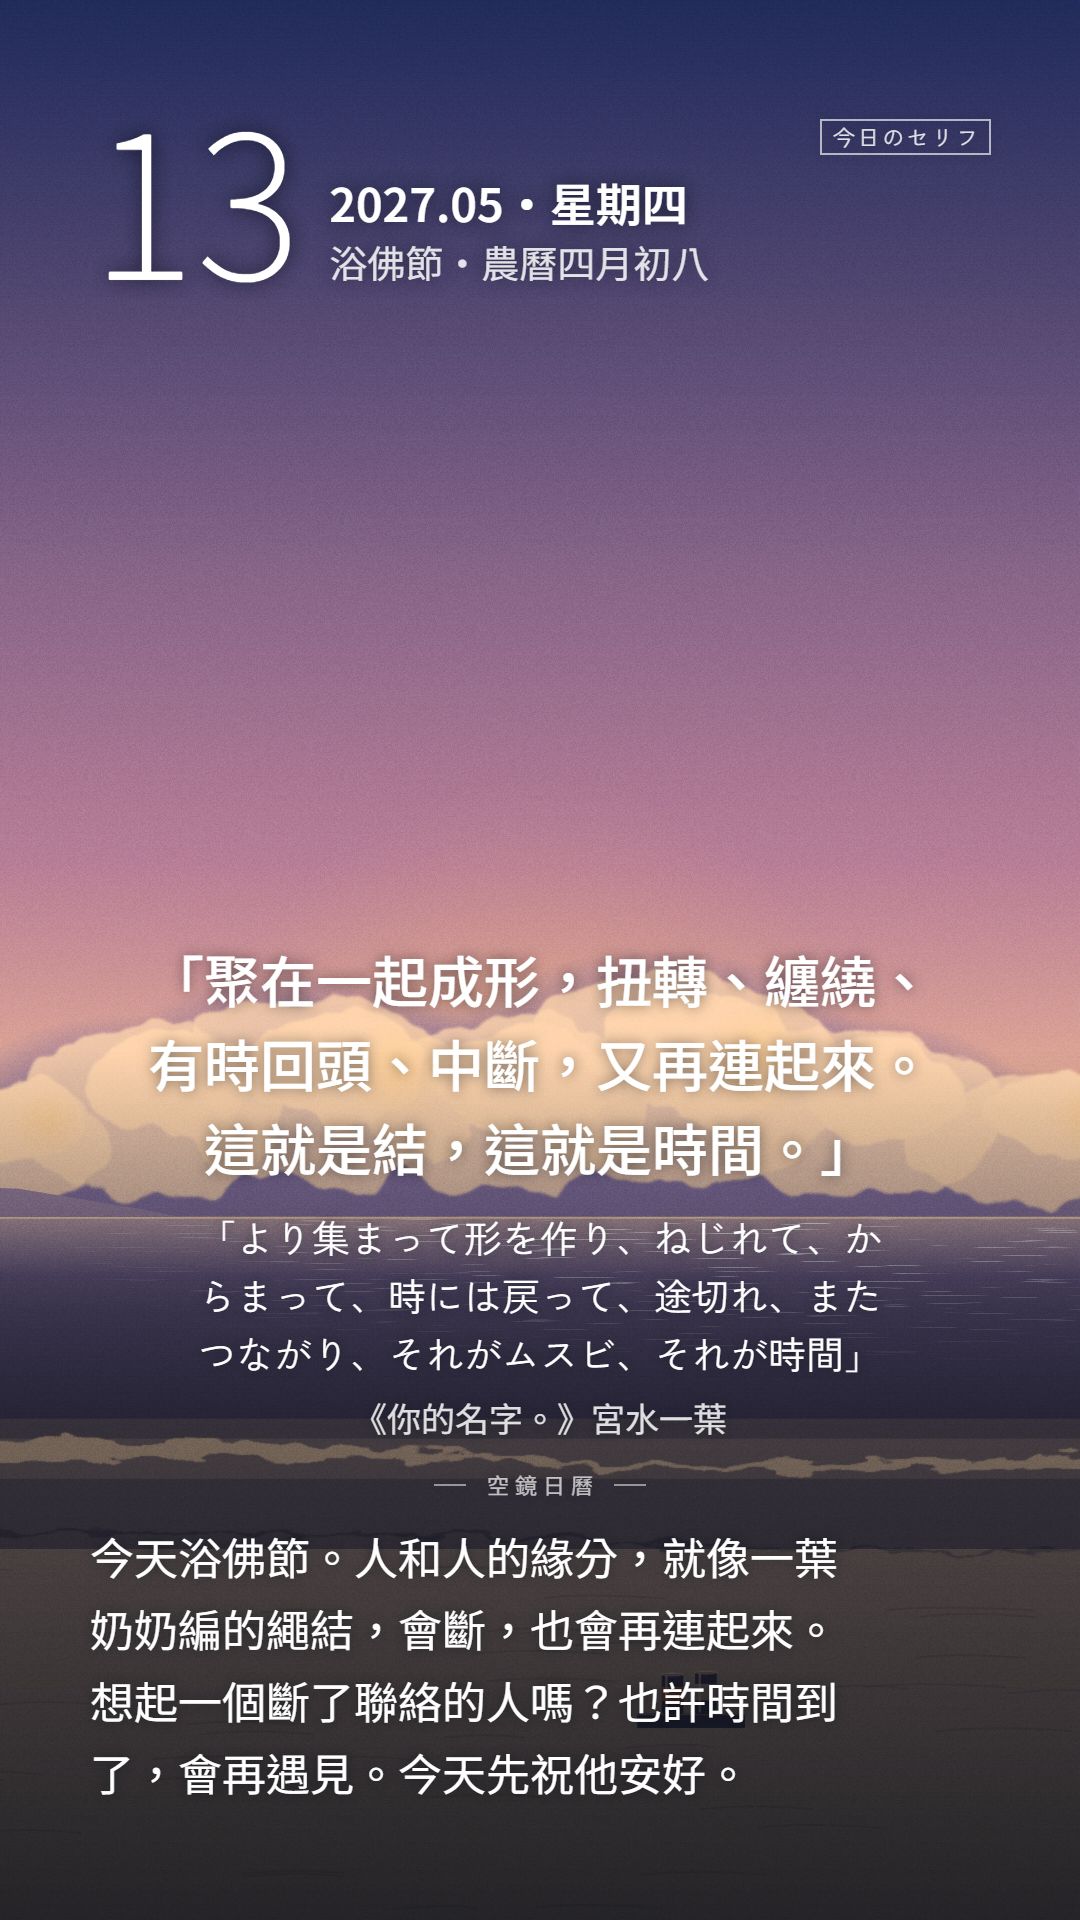 今日のセリフ
13
2027.05・星期四
浴佛節・農曆四月初八
「聚在一起成形，扭轉、纏繞、
有時回頭、中斷，又再連起來。
這就是結，這就是時間。」
「より集まって形を作り、ねじれて、か
らまって、時には戻って、途切れ、また
つながり、それがムスビ、それが時間」
《你的名字。》宮水一葉
空鏡日曆
今天浴佛節。人和人的緣分，就像一葉
奶奶編的繩結，會斷，也會再連起來。
想起一個斷了聯絡的人嗎？也許時間到
了，會再遇見。今天先祝他安好。